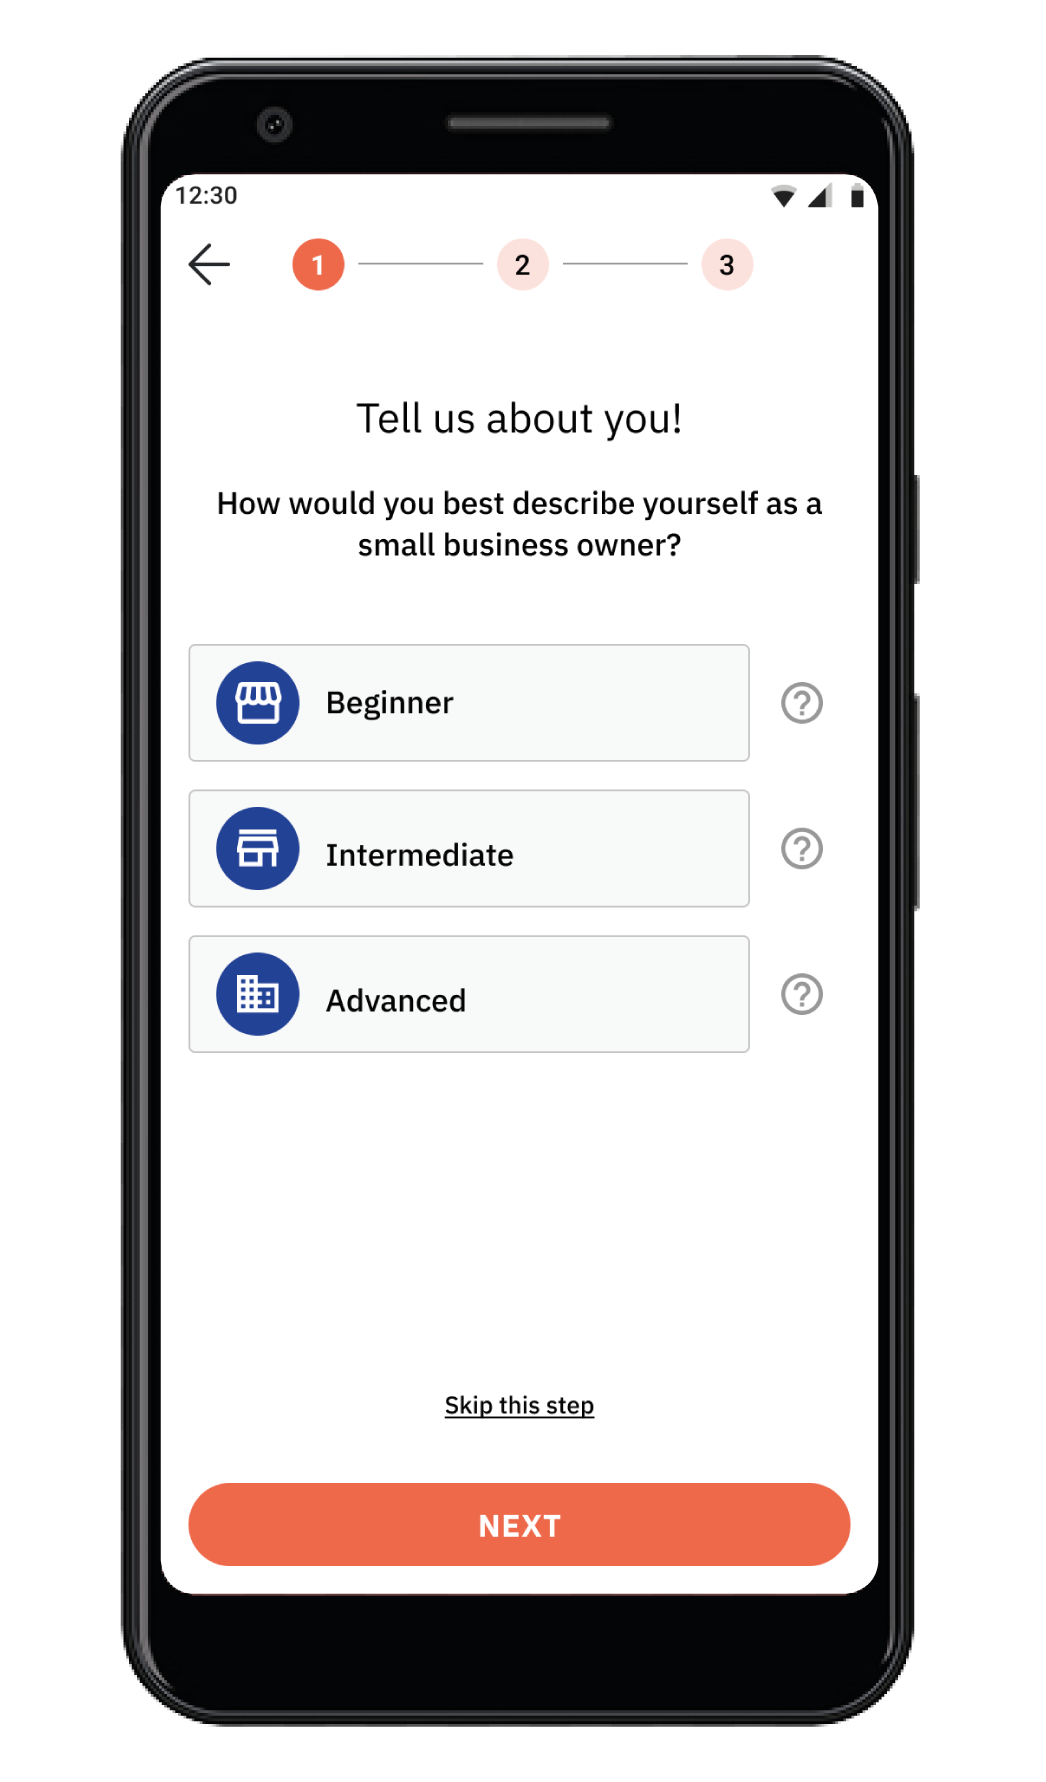 12:30
1 2 3
Tell us about you!
How would you best describe yourself as a
small business owner?
Beginner
Intermediate
Advanced
Skip this step
NEXT